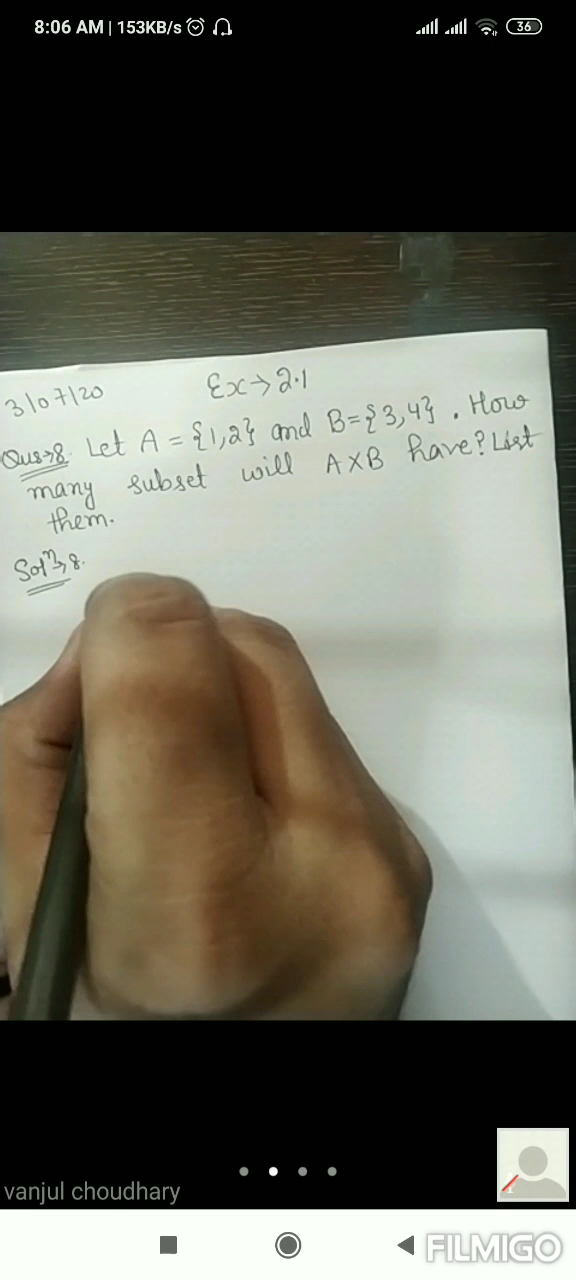 8:06 AM | 153KB/s
36
3/07/20
Ex→2.1
Qus→8. Let A = {1,2} and B={3,4}. How
many subset will A×B have? List
them.
Solⁿ→8.
vanjul choudhary
FILMIGO